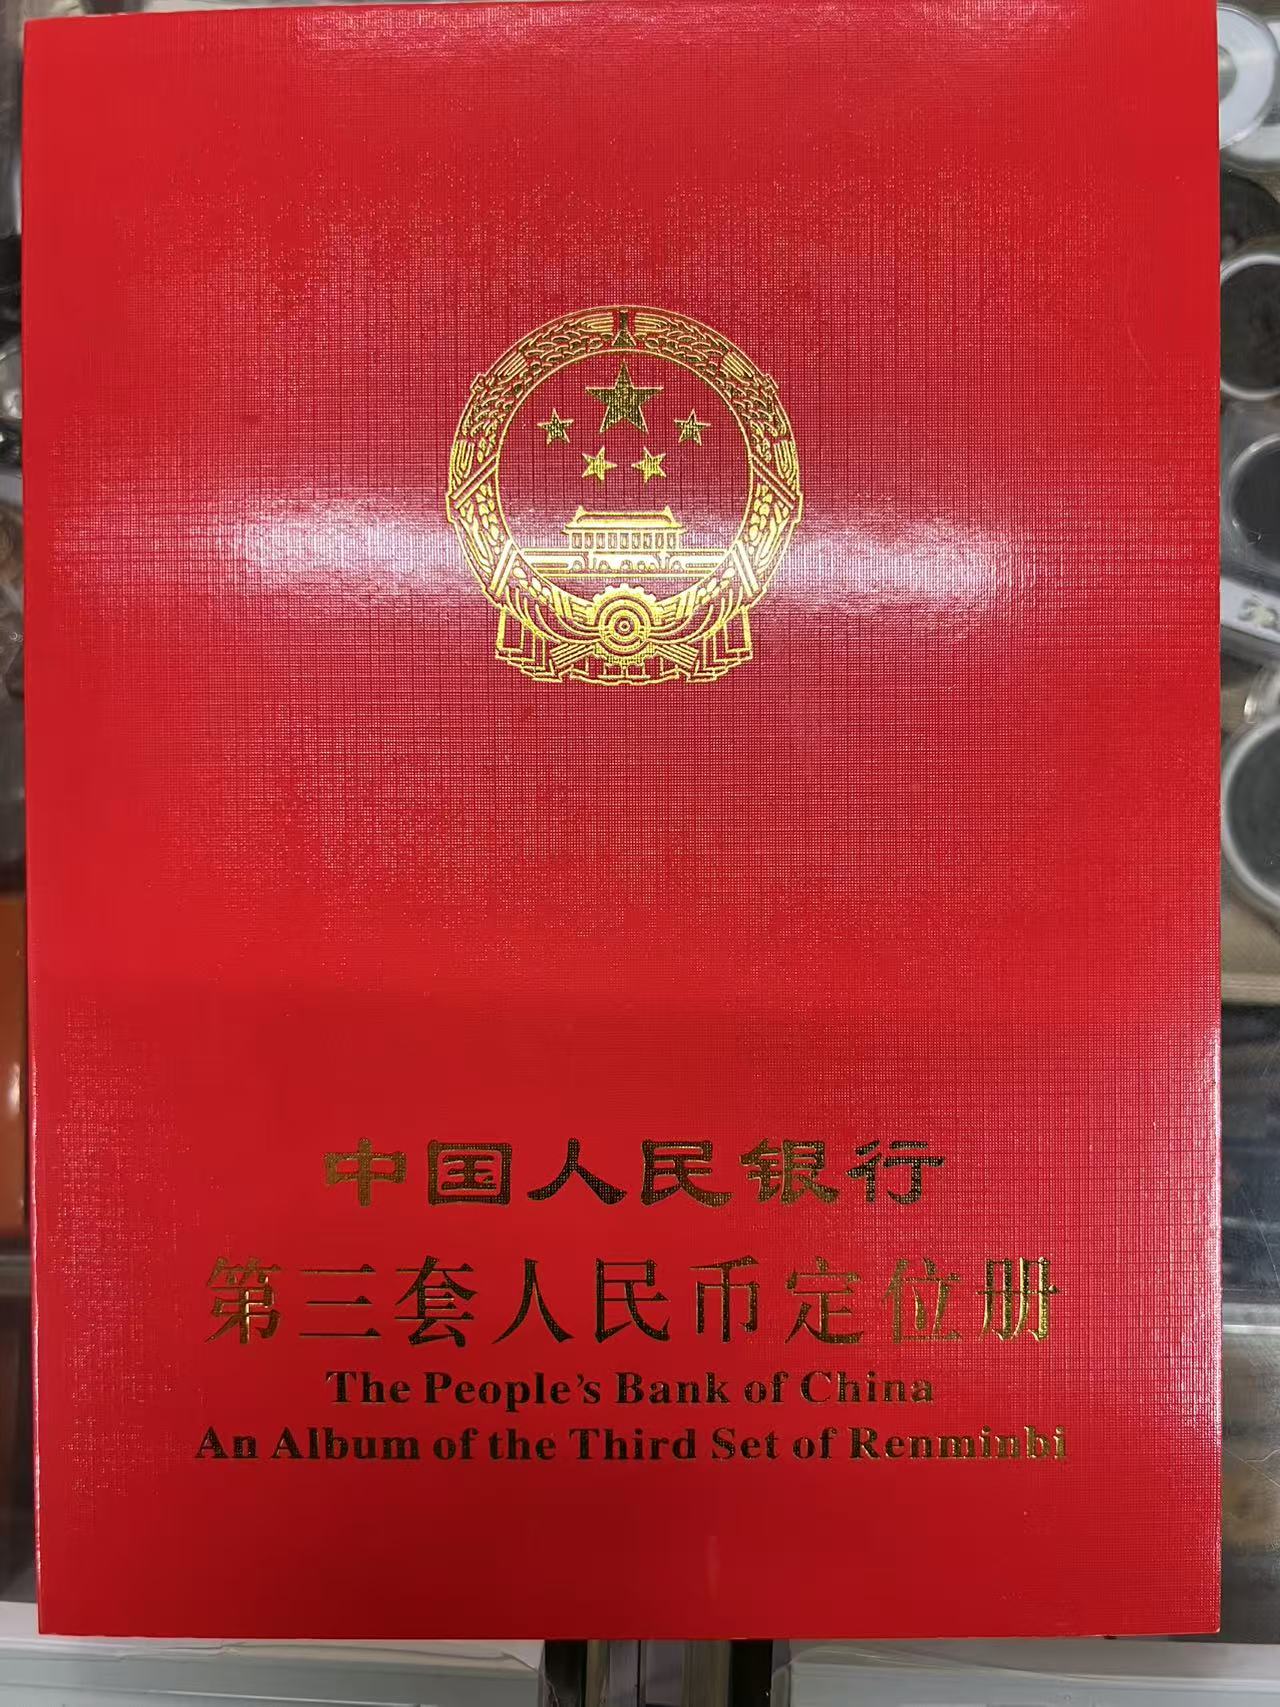 中国人民银行
第三套人民币定位册
The People's Bank of China
An Album of the Third Set of Renminbi